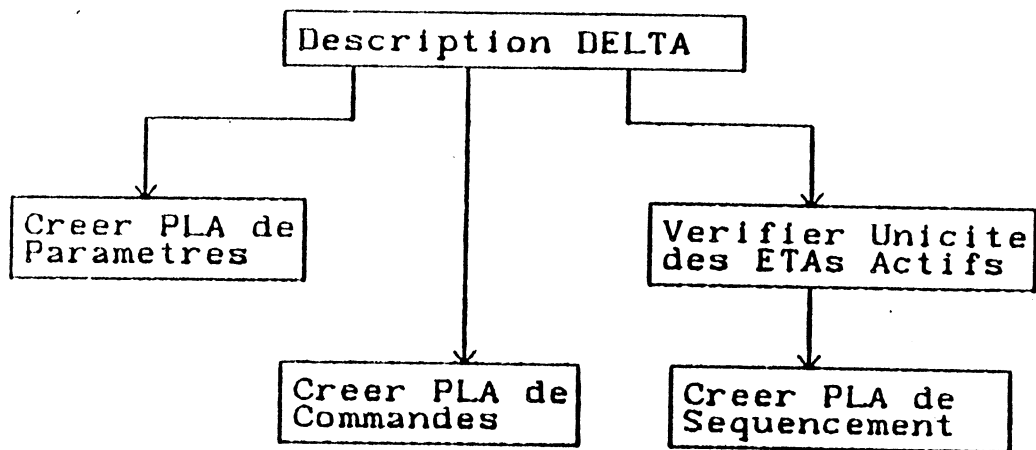 Description DELTA
Creer PLA de
Parametres
Verifier Unicite
des ETAs Actifs
Creer PLA de
Commandes
Creer PLA de
Sequencement